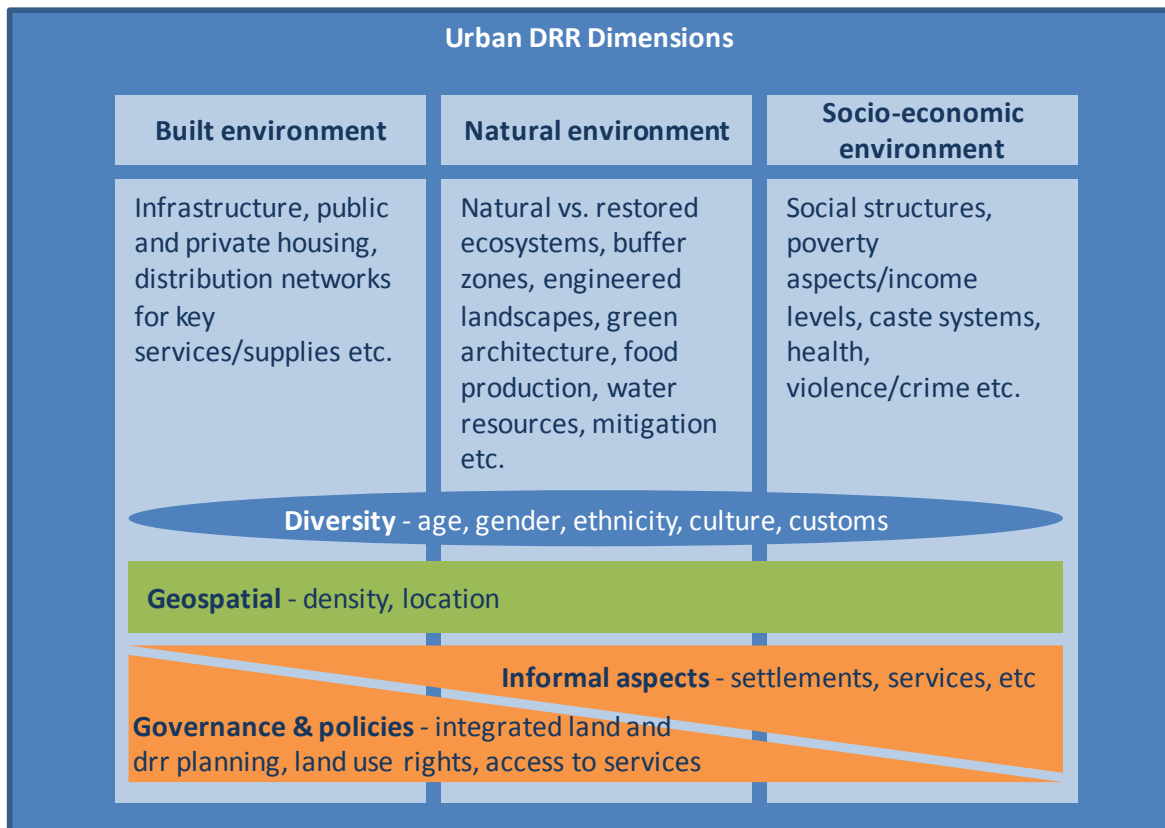 Urban DRR Dimensions
Built environment
Natural environment
Socio-economic
environment
Infrastructure, public
and private housing,
distribution networks
for key
services/supplies etc.
Natural vs. restored
ecosystems, buffer
zones, engineered
landscapes, green
architecture, food
production, water
resources, mitigation
etc.
Social structures,
poverty
aspects/income
levels, caste systems,
health,
violence/crime etc.
Diversity - age, gender, ethnicity, culture, customs
Geospatial - density, location
Informal aspects - settlements, services, etc
Governance & policies - integrated land and
drr planning, land use rights, access to services